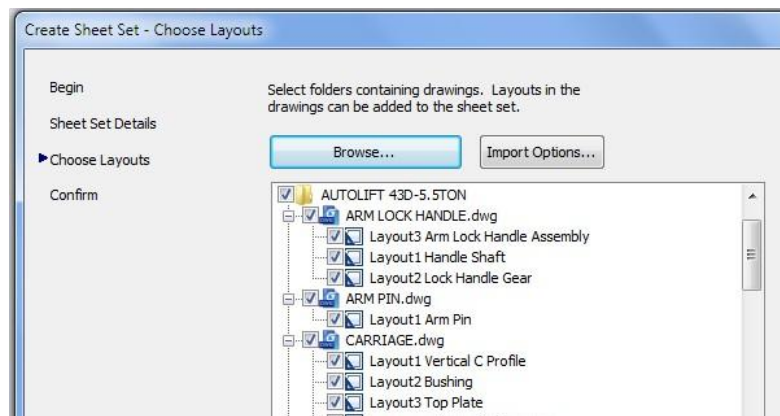 Create Sheet Set - Choose Layouts
Begin
Sheet Set Details
Choose Layouts
Confirm
Select folders containing drawings. Layouts in the
drawings can be added to the sheet set.
Browse...
Import Options...
AUTOLIFT 43D-5.5TON
ARM LOCK HANDLE.dwg
Layout3 Arm Lock Handle Assembly
Layout1 Handle Shaft
Layout2 Lock Handle Gear
ARM PIN.dwg
Layout1 Arm Pin
CARRIAGE.dwg
Layout1 Vertical C Profile
Layout2 Bushing
Layout3 Top Plate